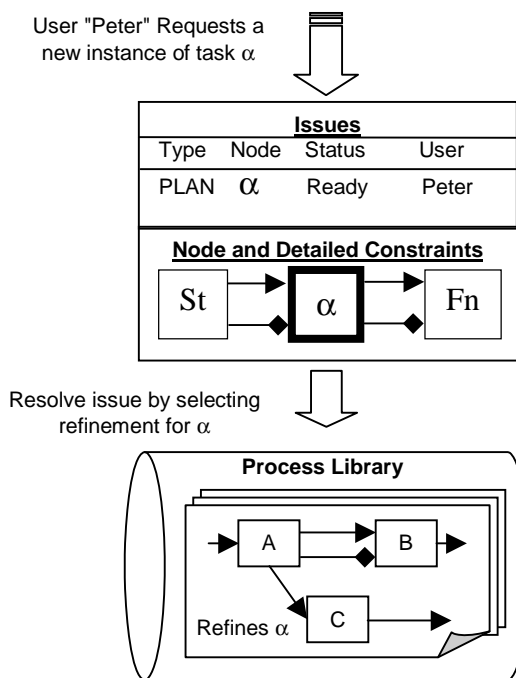 User "Peter" Requests a
new instance of task α
Issues
Type Node Status User
PLAN α Ready Peter
Node and Detailed Constraints
St α Fn
Resolve issue by selecting
refinement for α
Process Library
A B
C
Refines α